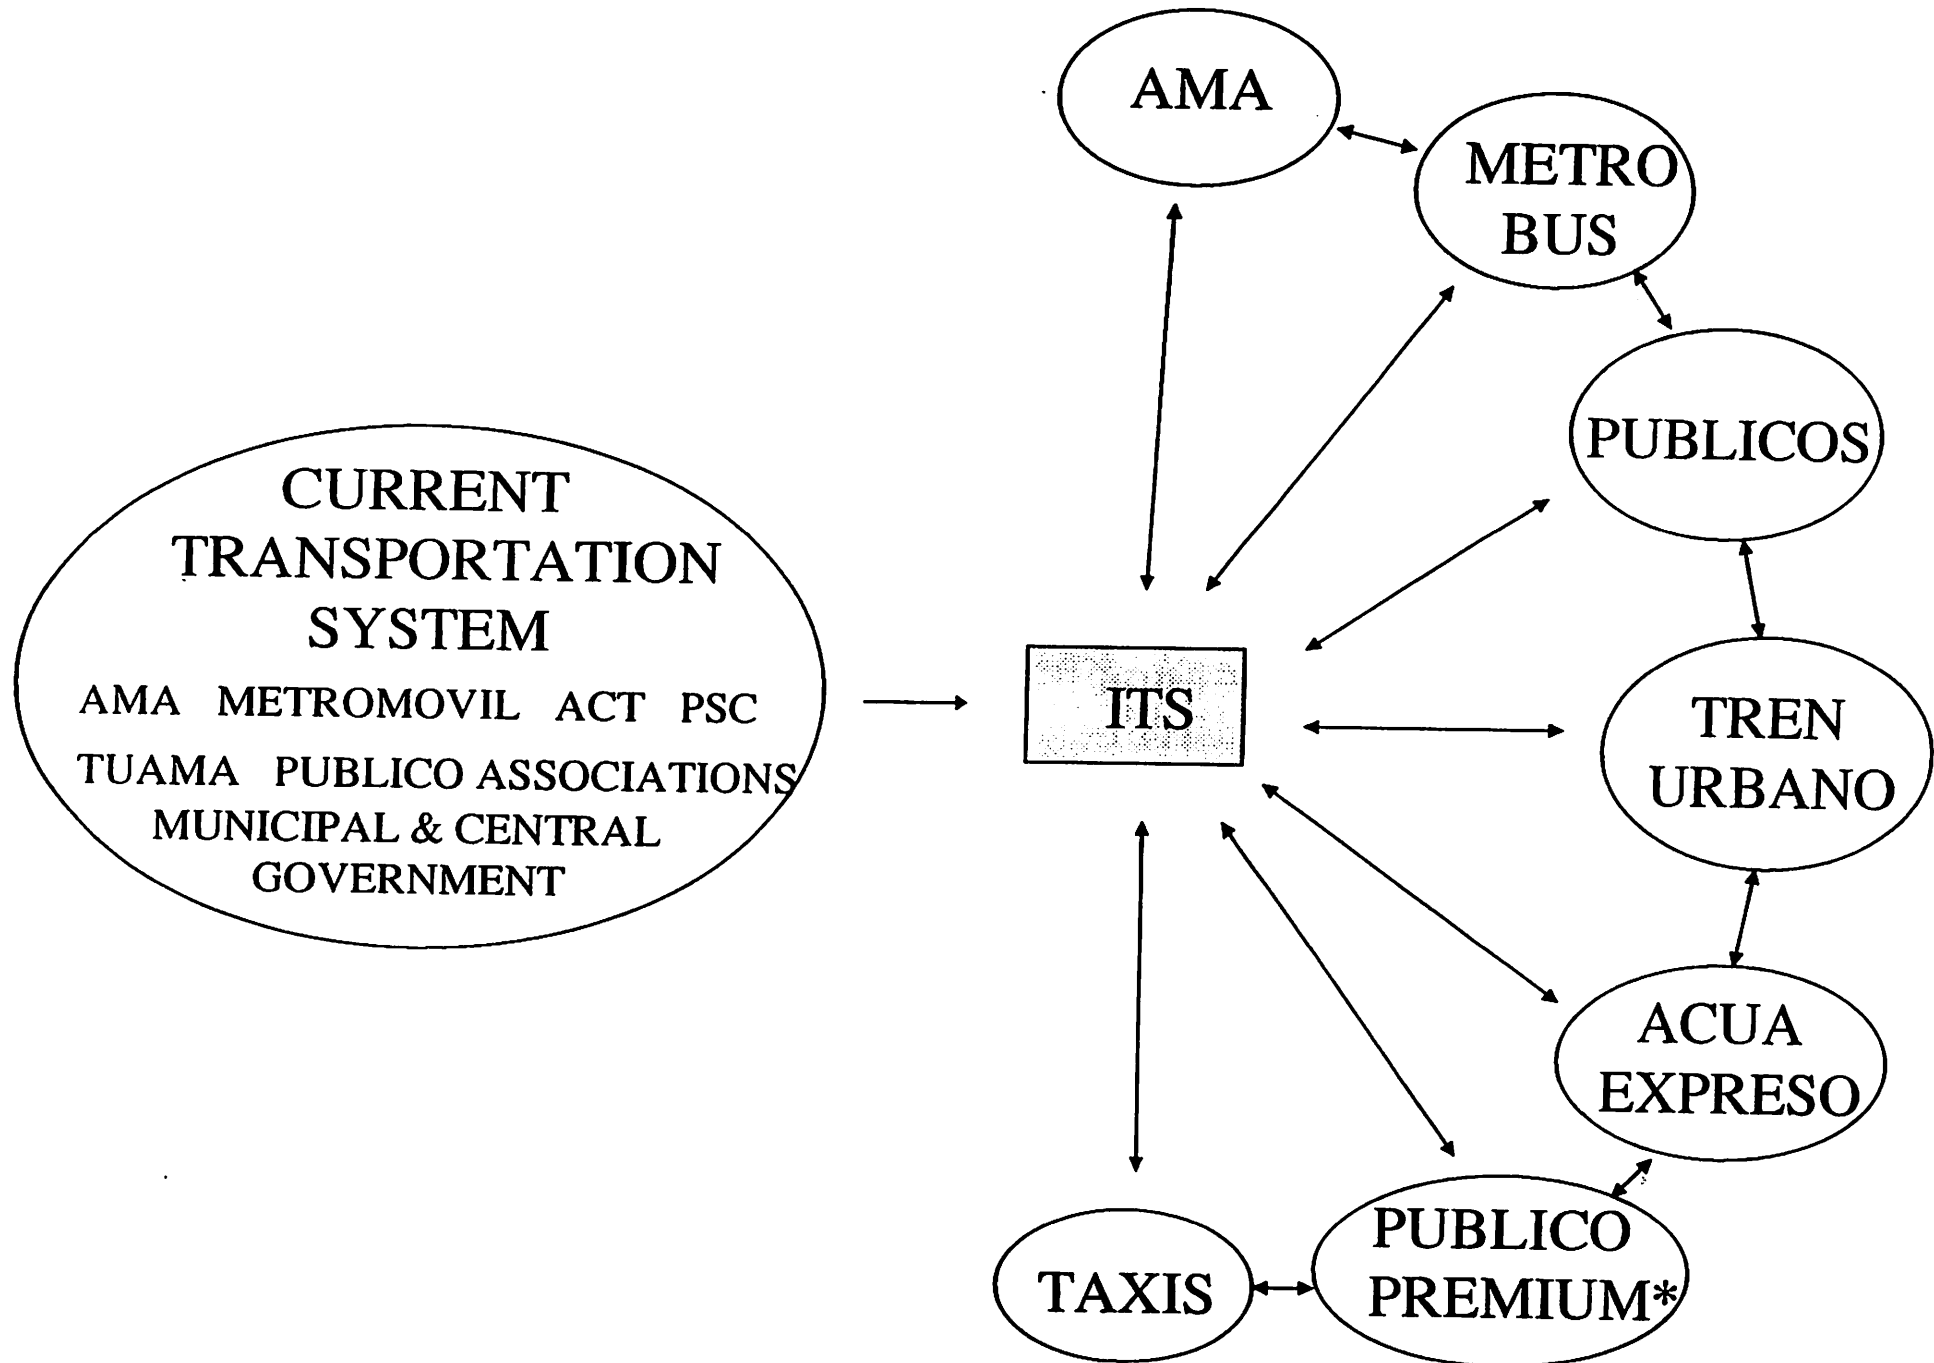 AMA
METRO
BUS
PUBLICOS
CURRENT
TRANSPORTATION
SYSTEM
AMA METROMOVIL ACT PSC
TUAMA PUBLICO ASSOCIATIONS
MUNICIPAL & CENTRAL
GOVERNMENT
ITS
TREN
URBANO
ACUA
EXPRESO
PUBLICO
PREMIUM*
TAXIS